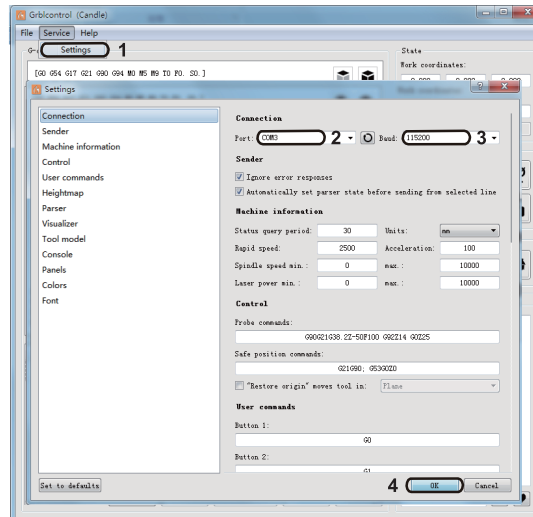 Grblcontrol (Candle)
File Service Help
Settings 1
State
Work coordinates:
[G0 G54 G17 G21 G90 G94 M0 M5 M9 T0 F0. S0.]
Settings
Connection
Sender
Machine information
Control
User commands
Heightmap
Parser
Visualizer
Tool model
Console
Panels
Colors
Font
Connection
Port: COM3 2 Baud: 115200 3
Sender
Ignore error responses
Automatically set parser state before sending from selected line
Machine information
Status query period: 30 Units: mm
Rapid speed: 2500 Acceleration: 100
Spindle speed min.: 0 max.: 10000
Laser power min.: 0 max.: 10000
Control
Probe commands:
G90G21G38.2Z-50F100 G92Z14 G0Z25
Safe position commands:
G21G90; G53G0Z0
"Restore origin" moves tool in: Plane
User commands
Button 1:
G0
Button 2:
G1
Set to defaults 4 OK Cancel